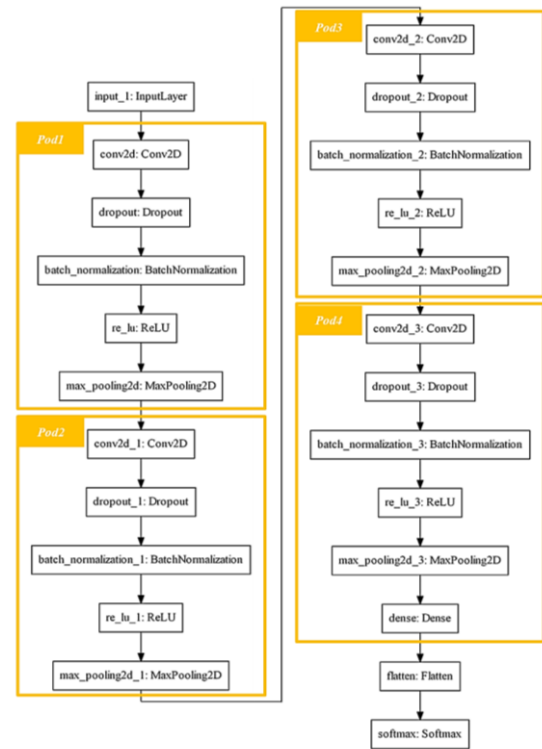 input_1: InputLayer
Pod1
conv2d: Conv2D
dropout: Dropout
batch_normalization: BatchNormalization
re_lu: ReLU
max_pooling2d: MaxPooling2D
Pod2
conv2d_1: Conv2D
dropout_1: Dropout
batch_normalization_1: BatchNormalization
re_lu_1: ReLU
max_pooling2d_1: MaxPooling2D
Pod3
conv2d_2: Conv2D
dropout_2: Dropout
batch_normalization_2: BatchNormalization
re_lu_2: ReLU
max_pooling2d_2: MaxPooling2D
Pod4
conv2d_3: Conv2D
dropout_3: Dropout
batch_normalization_3: BatchNormalization
re_lu_3: ReLU
max_pooling2d_3: MaxPooling2D
dense: Dense
flatten: Flatten
softmax: Softmax